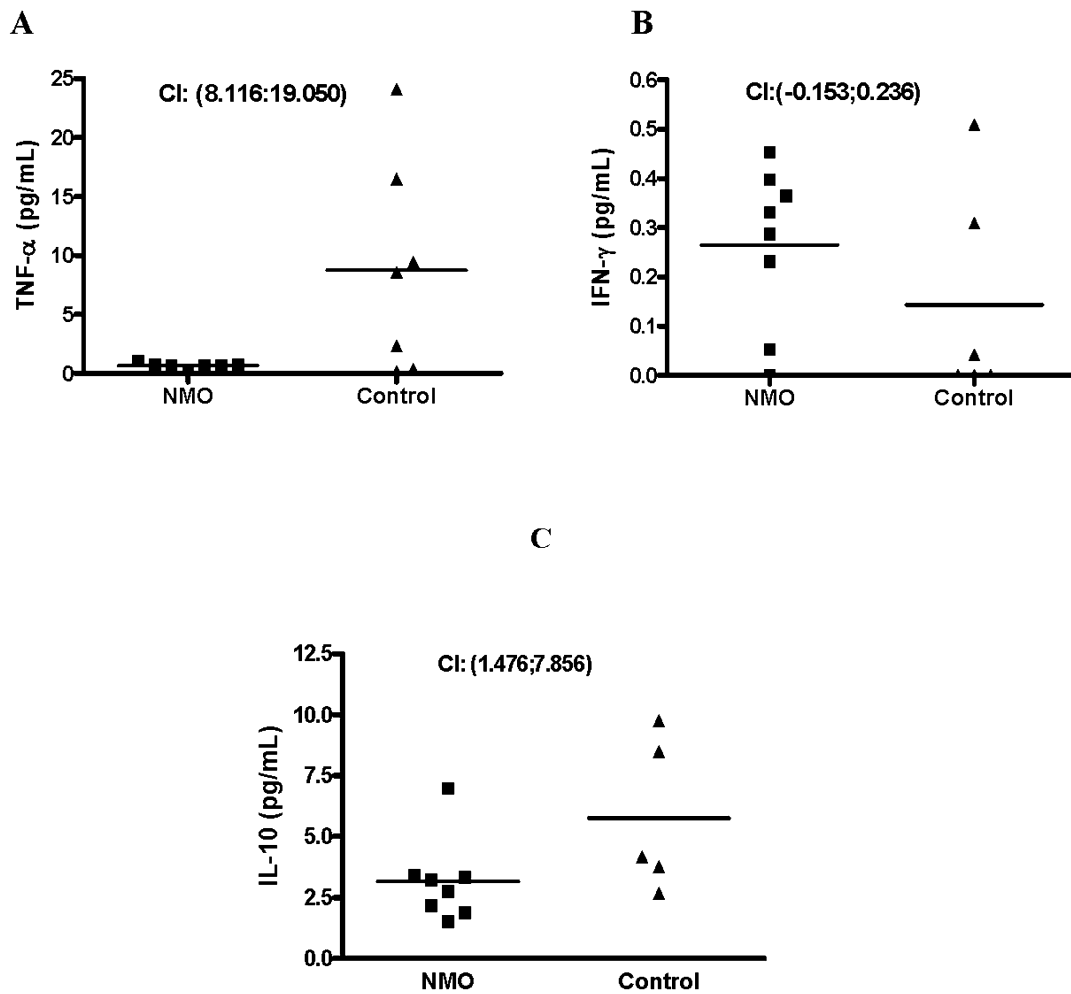 A
CI: (8.116:19.050)
TNF-α (pg/mL)
25
20
15
10
5
0
NMO Control
B
CI:(-0.153;0.236)
IFN-γ (pg/mL)
0.6
0.5
0.4
0.3
0.2
0.1
0.0
NMO Control
C
CI: (1.476;7.856)
IL-10 (pg/mL)
12.5
10.0
7.5
5.0
2.5
0.0
NMO Control